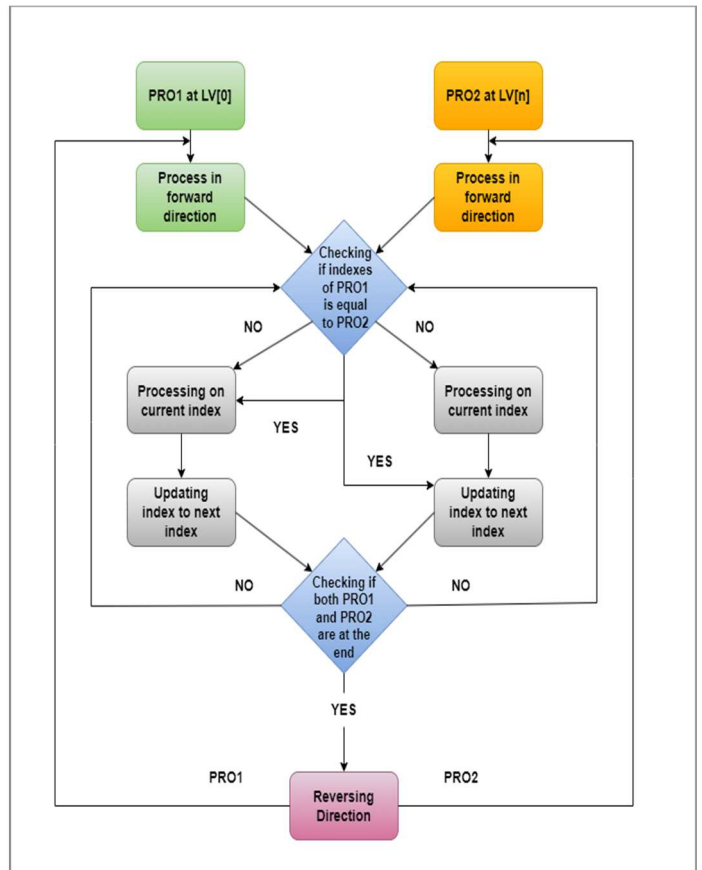 PRO1 at LV[0]
PRO2 at LV[n]
Process in
forward
direction
Process in
forward
direction
Checking
if indexes
of PRO1
is equal
to PRO2
NO
NO
Processing on
current index
Processing on
current index
YES
YES
Updating
index to next
index
Updating
index to next
index
Checking if
both PRO1
and PRO2
are at the
end
NO
NO
YES
PRO1
PRO2
Reversing
Direction